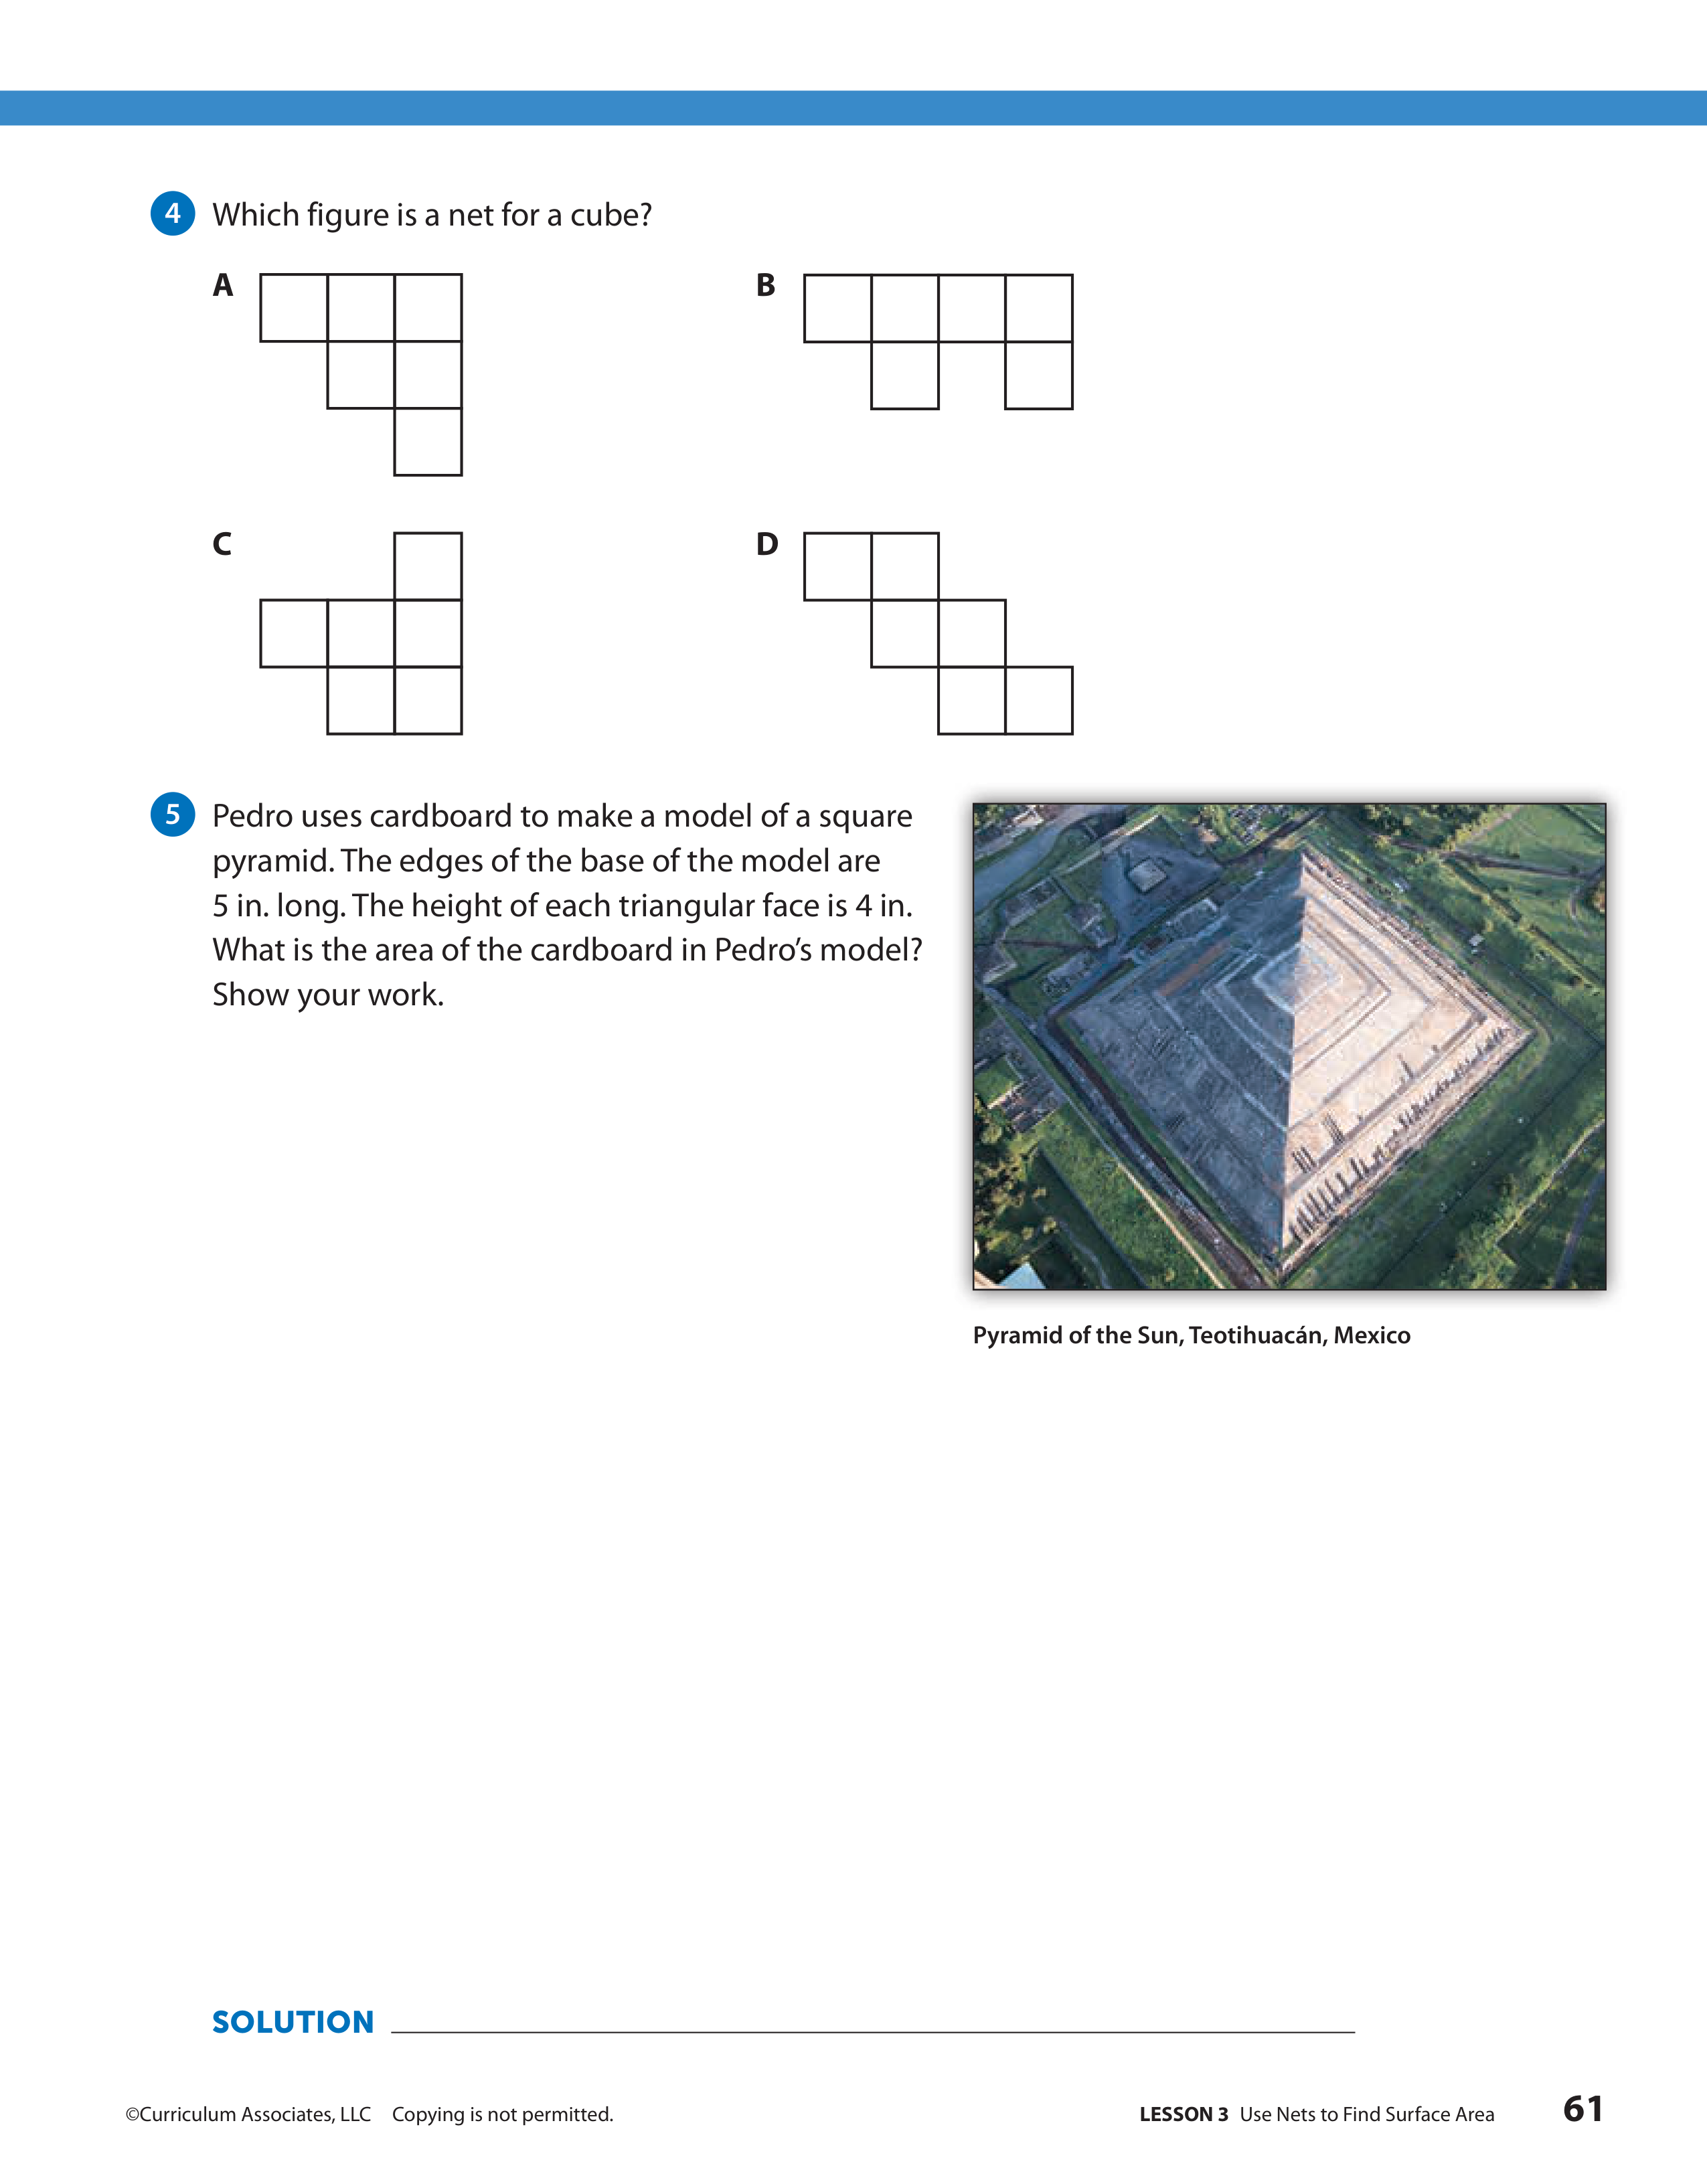 4 Which figure is a net for a cube?
A
B
C
D
5 Pedro uses cardboard to make a model of a square
pyramid. The edges of the base of the model are
5 in. long. The height of each triangular face is 4 in.
What is the area of the cardboard in Pedro’s model?
Show your work.
Pyramid of the Sun, Teotihuacán, Mexico
SOLUTION
©Curriculum Associates, LLC Copying is not permitted.
LESSON 3 Use Nets to Find Surface Area 61